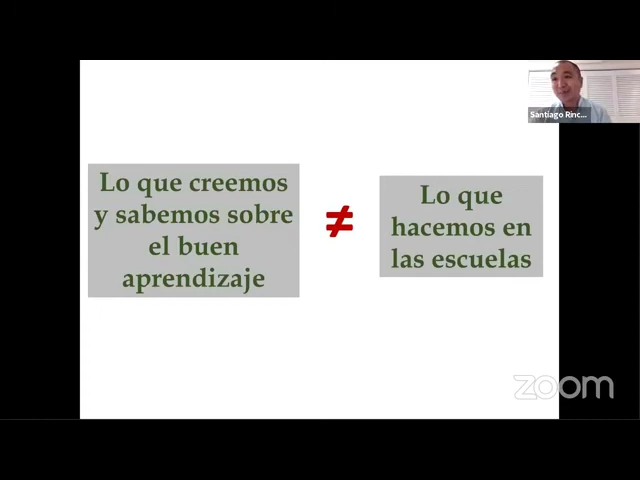 Santiago Rinc...
Lo que creemos
y sabemos sobre
el buen
aprendizaje
≠
Lo que
hacemos en
las escuelas
zoom